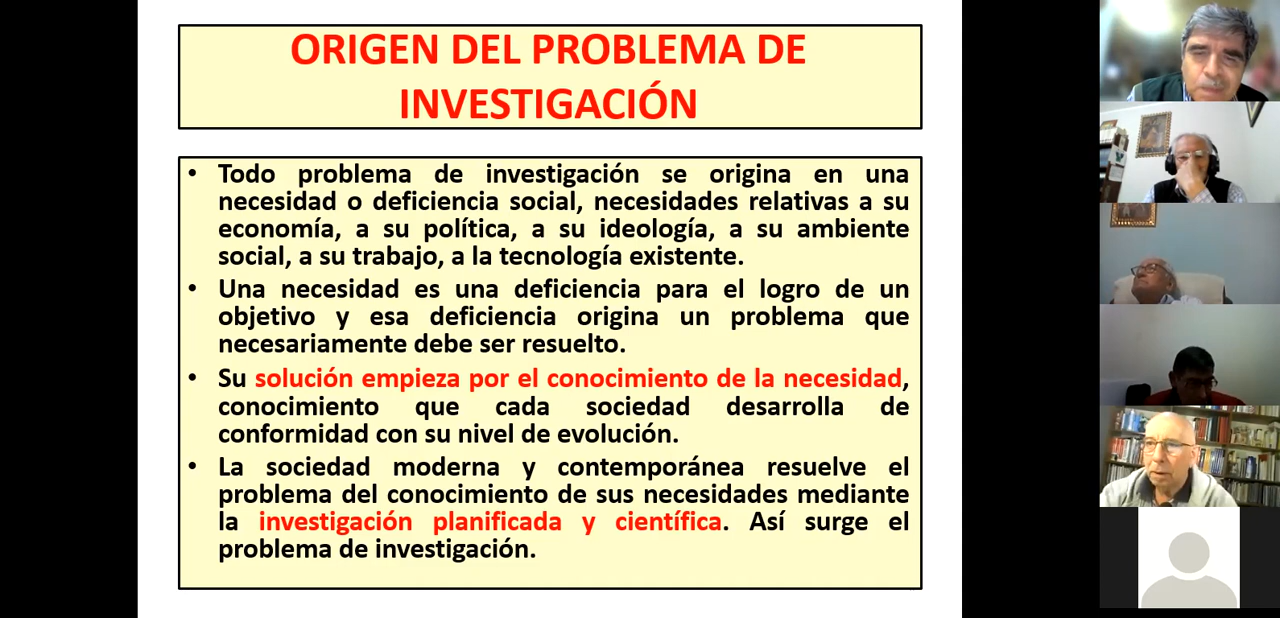 ORIGEN DEL PROBLEMA DE
INVESTIGACIÓN
• Todo problema de investigación se origina en una
necesidad o deficiencia social, necesidades relativas a su
economía, a su política, a su ideología, a su ambiente
social, a su trabajo, a la tecnología existente.
• Una necesidad es una deficiencia para el logro de un
objetivo y esa deficiencia origina un problema que
necesariamente debe ser resuelto.
• Su solución empieza por el conocimiento de la necesidad,
conocimiento que cada sociedad desarrolla de
conformidad con su nivel de evolución.
• La sociedad moderna y contemporánea resuelve el
problema del conocimiento de sus necesidades mediante
la investigación planificada y científica. Así surge el
problema de investigación.